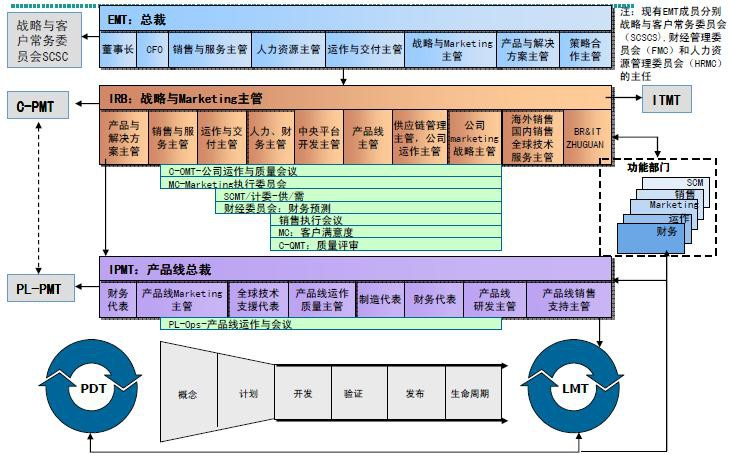 EMT: 总裁
董事长
CFO
销售与服务主管
人力资源主管
运作与交付主管
战略与Marketing
主管
产品与解决
方案主管
策略合
作主管
战略与客
户常务委
员会SCSC
注: 现有EMT成员分别
战略与客户常务委员会
(SCSCS),财经管理委
员会 (FMC) 和人力资
源管理委员会 (HRMC)
的主任
C-PMT
IRB: 战略与Marketing主管
ITMT
产品与
解决方
案主管
销售与服
务主管
运作与交
付主管
人力、财
务主管
中央平台
开发主管
产品线
主管
供应链管理
主管, 公司
运作主管
公司
marketing
战略主管
海外销售
国内销售
全球技术
服务主管
BR&IT
ZHUGUAN
C-OMT-公司运作与质量会议
MC-Marketing执行委员会
SCMT/计委-供/需
财经委员会: 财务预测
销售执行会议
MC: 客户满意度
C-QMT: 质量评审
功能部门
SCM
销售
Marketing
运作
财务
PL-PMT
IPMT: 产品线总裁
财务
代表
产品线Marketing
主管
全球技术
支援代表
产品线运作
质量主管
制造代表
财务代表
产品线
研发主管
产品线销售
支持主管
PL-Ops-产品线运作与会议
PDT
概念
计划
开发
验证
发布
生命周期
LMT